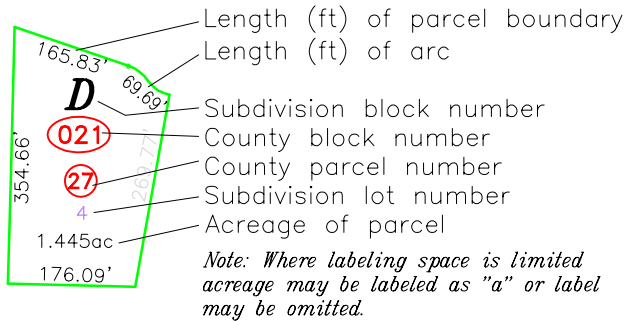 Length (ft) of parcel boundary
165.83'
Length (ft) of arc
69.69'
D
Subdivision block number
021
County block number
354.66'
269.77'
County parcel number
27
Subdivision lot number
4
Acreage of parcel
1.445ac
176.09'
Note: Where labeling space is limited
acreage may be labeled as "a" or label
may be omitted.